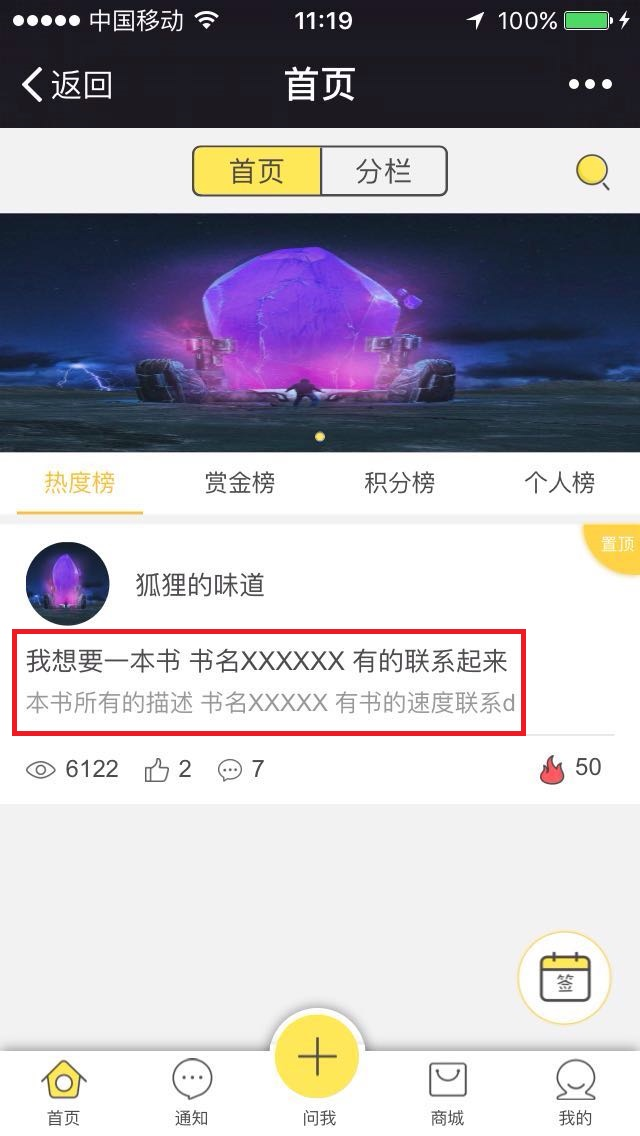 中国移动 11:19 100%
返回 首页
首页 分栏
热度榜 赏金榜 积分榜 个人榜
置顶
狐狸的味道
我想要一本书 书名XXXXXX 有的联系起来
本书所有的描述 书名XXXXX 有书的速度联系d
6122 2 7 50
签
首页 通知 问我 商城 我的